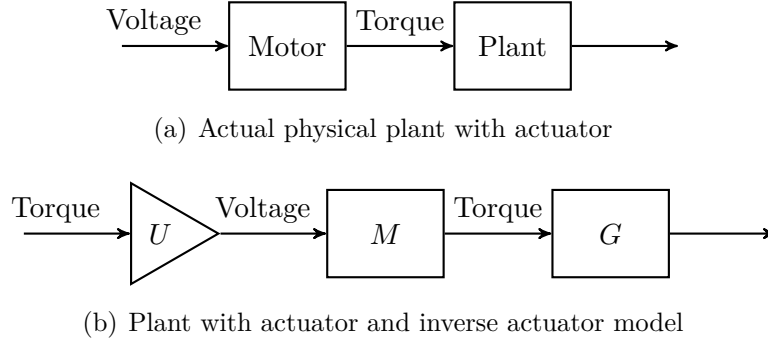 Voltage Motor Torque Plant
(a) Actual physical plant with actuator
Torque U Voltage M Torque G
(b) Plant with actuator and inverse actuator model